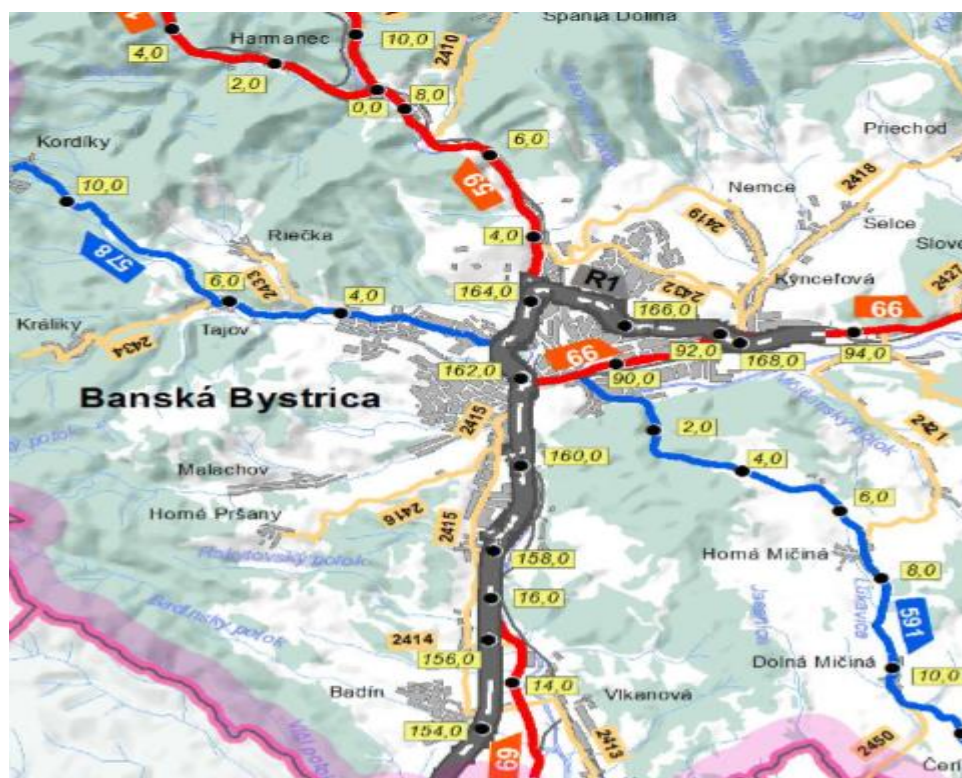 Špania Dolina
Harmanec
10,0
2410
4,0
2,0
0,0
8,0
6,0
Kordíky
Priechod
10,0
59
Nemce
2418
2419
Selce
Riečka
578
4,0
2427
R1
Kynceľová
6,0
2433
4,0
164,0
2432
166,0
66
Králiky
Tajov
2434
66
92,0
168,0
94,0
162,0
90,0
Banská Bystrica
2415
2,0
2421
160,0
4,0
Malachov
6,0
Horné Pršany
2416
2415
Horná Mičiná
158,0
8,0
16,0
Badínsky potok
Lukavica
591
2414
156,0
Dolná Mičiná
10,0
Badín
14,0
Vlkanová
154,0
69
2413
2450